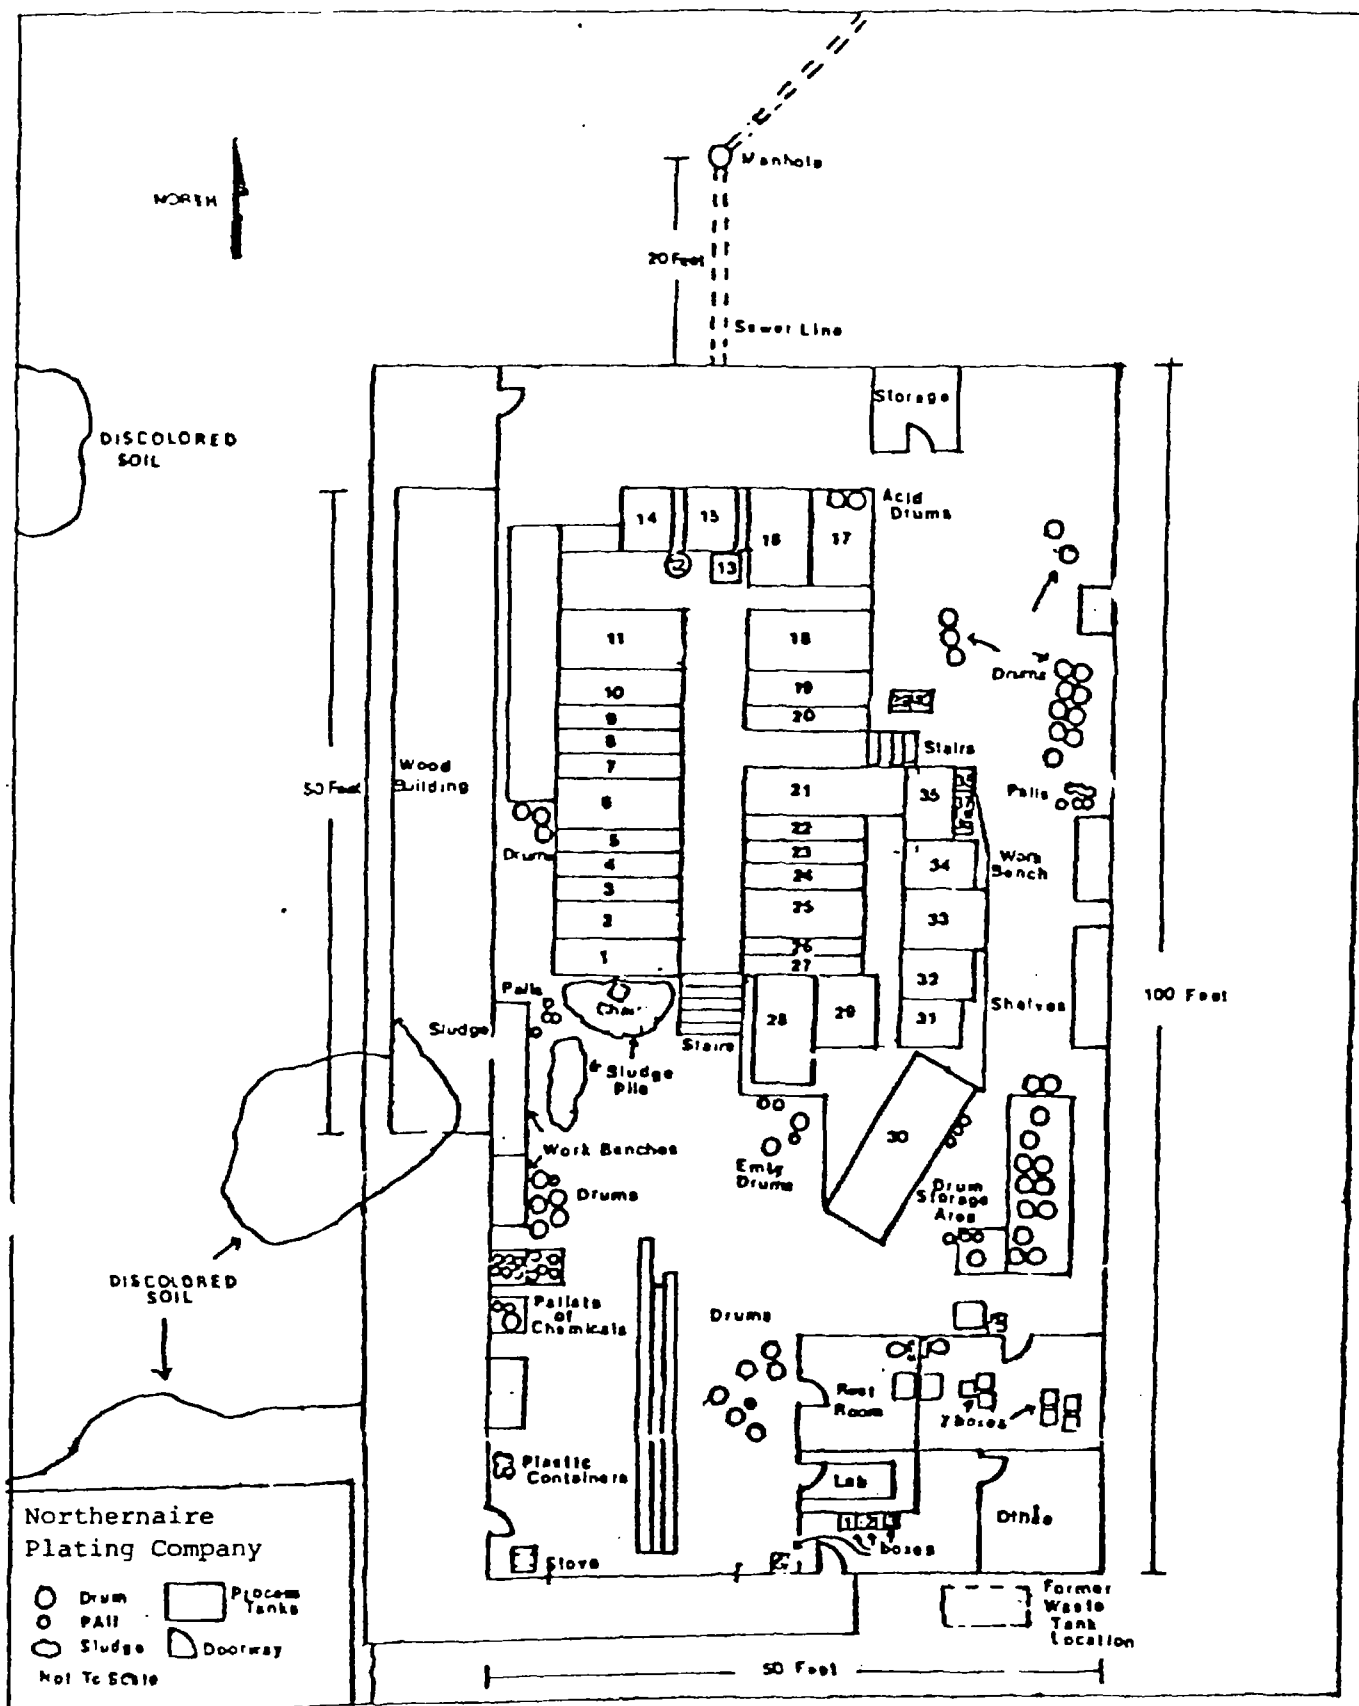 Manhole
NORTH
20 Feet
Sewer Line
Storage
DISCOLORED
SOIL
Acid
Drums
14
15
16
17
12
13
11
18
10
19
9
20
8
7
Drums
Stairs
50 Feet
Wood
Building
6
21
35
Pails
5
22
4
23
3
24
34
Work
Bench
Drums
2
25
33
1
26
27
32
Pails
Chair
28
29
31
Shelves
100 Feet
Sludge
Stairs
Sludge
Pile
30
Work Benches
Drums
Drums
Drum
Storage
Area
DISCOLORED
SOIL
Pallets
of
Chemicals
Drums
Rest
Room
boxes
Plastic
Containers
Lab
boxes
Stove
Former
Waste
Tank
Location
50 Feet
Northernaire
Plating Company
Drum
Process
Tanks
PAil
Sludge
Doorway
Not To Scale